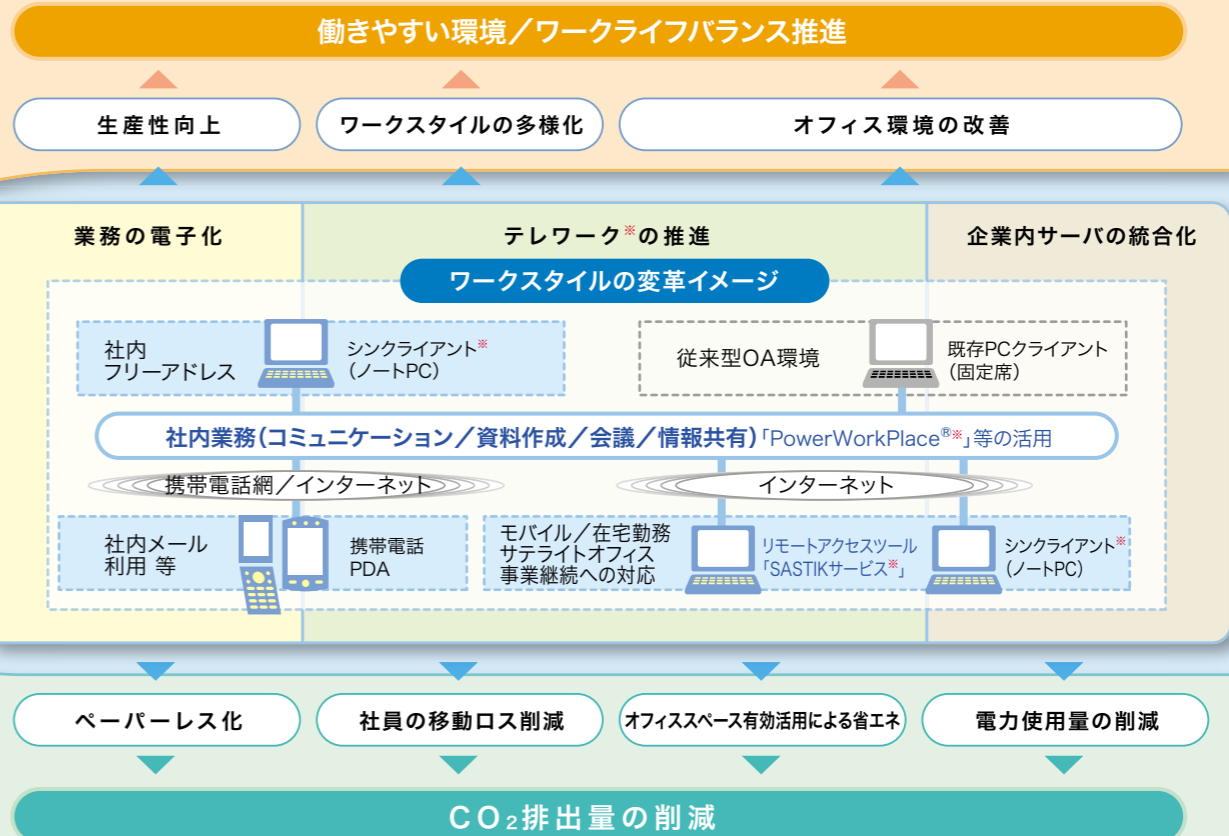 働きやすい環境／ワークライフバランス推進
生産性向上
ワークスタイルの多様化
オフィス環境の改善
業務の電子化
テレワーク※の推進
企業内サーバの統合化
ワークスタイルの変革イメージ
社内
フリーアドレス
シンクライアント※
(ノートPC)
従来型OA環境
既存PCクライアント
(固定席)
社内業務(コミュニケーション／資料作成／会議／情報共有)「PowerWorkPlace®※」等の活用
携帯電話網／インターネット
インターネット
社内メール
利用 等
携帯電話
PDA
モバイル／在宅勤務
サテライトオフィス
事業継続への対応
リモートアクセスツール
「SASTIKサービス※」
シンクライアント※
(ノートPC)
ペーパーレス化
社員の移動ロス削減
オフィススペース有効活用による省エネ
電力使用量の削減
CO₂排出量の削減